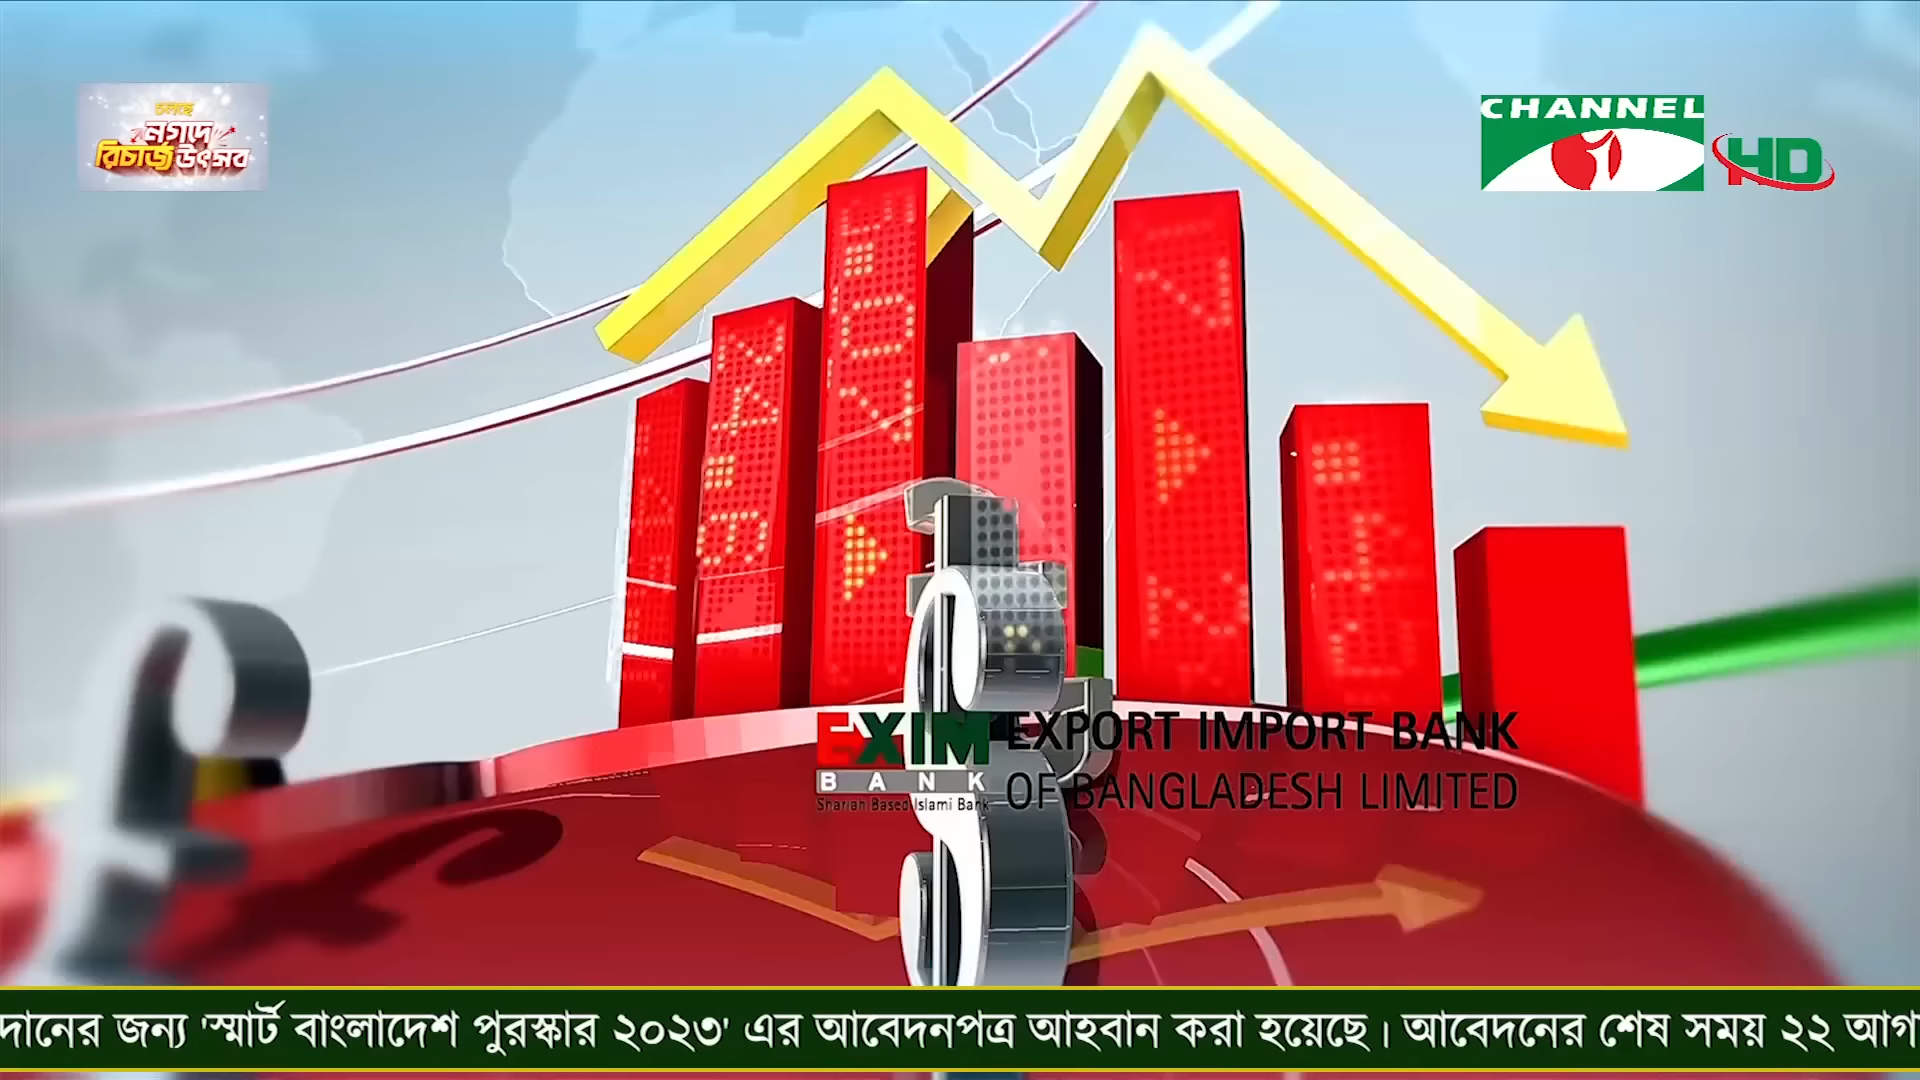 চলছে
নগদে
রিচার্জ উৎসব
CHANNEL
HD
EXIM
BANK
Shariah Based Islami Bank
EXPORT IMPORT BANK
OF BANGLADESH LIMITED
দানের জন্য 'স্মার্ট বাংলাদেশ পুরস্কার ২০২৩' এর আবেদনপত্র আহবান করা হয়েছে। আবেদনের শেষ সময় ২২ আগ